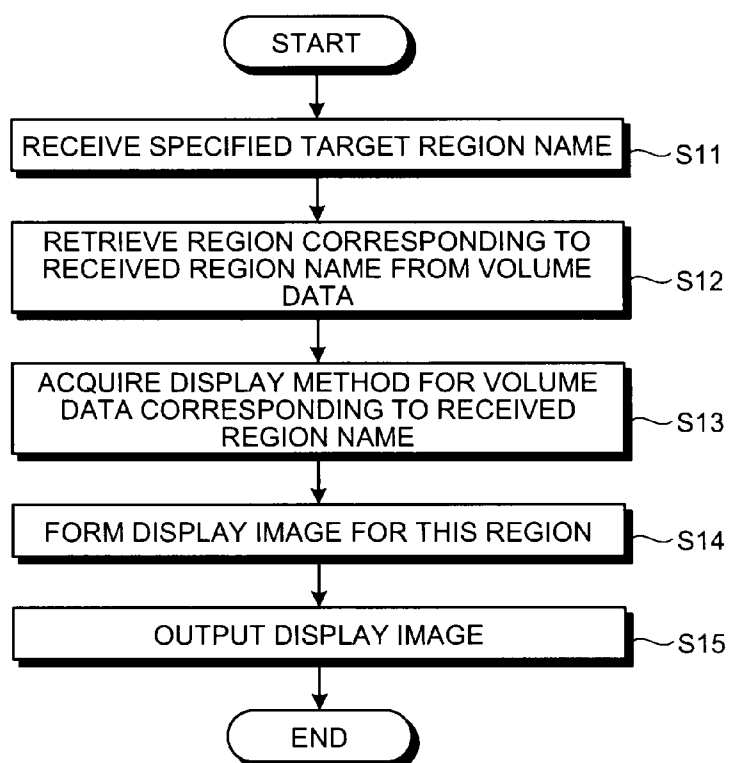 START
RECEIVE SPECIFIED TARGET REGION NAME
S11
RETRIEVE REGION CORRESPONDING TO
RECEIVED REGION NAME FROM VOLUME
DATA
S12
ACQUIRE DISPLAY METHOD FOR VOLUME
DATA CORRESPONDING TO RECEIVED
REGION NAME
S13
FORM DISPLAY IMAGE FOR THIS REGION
S14
OUTPUT DISPLAY IMAGE
S15
END